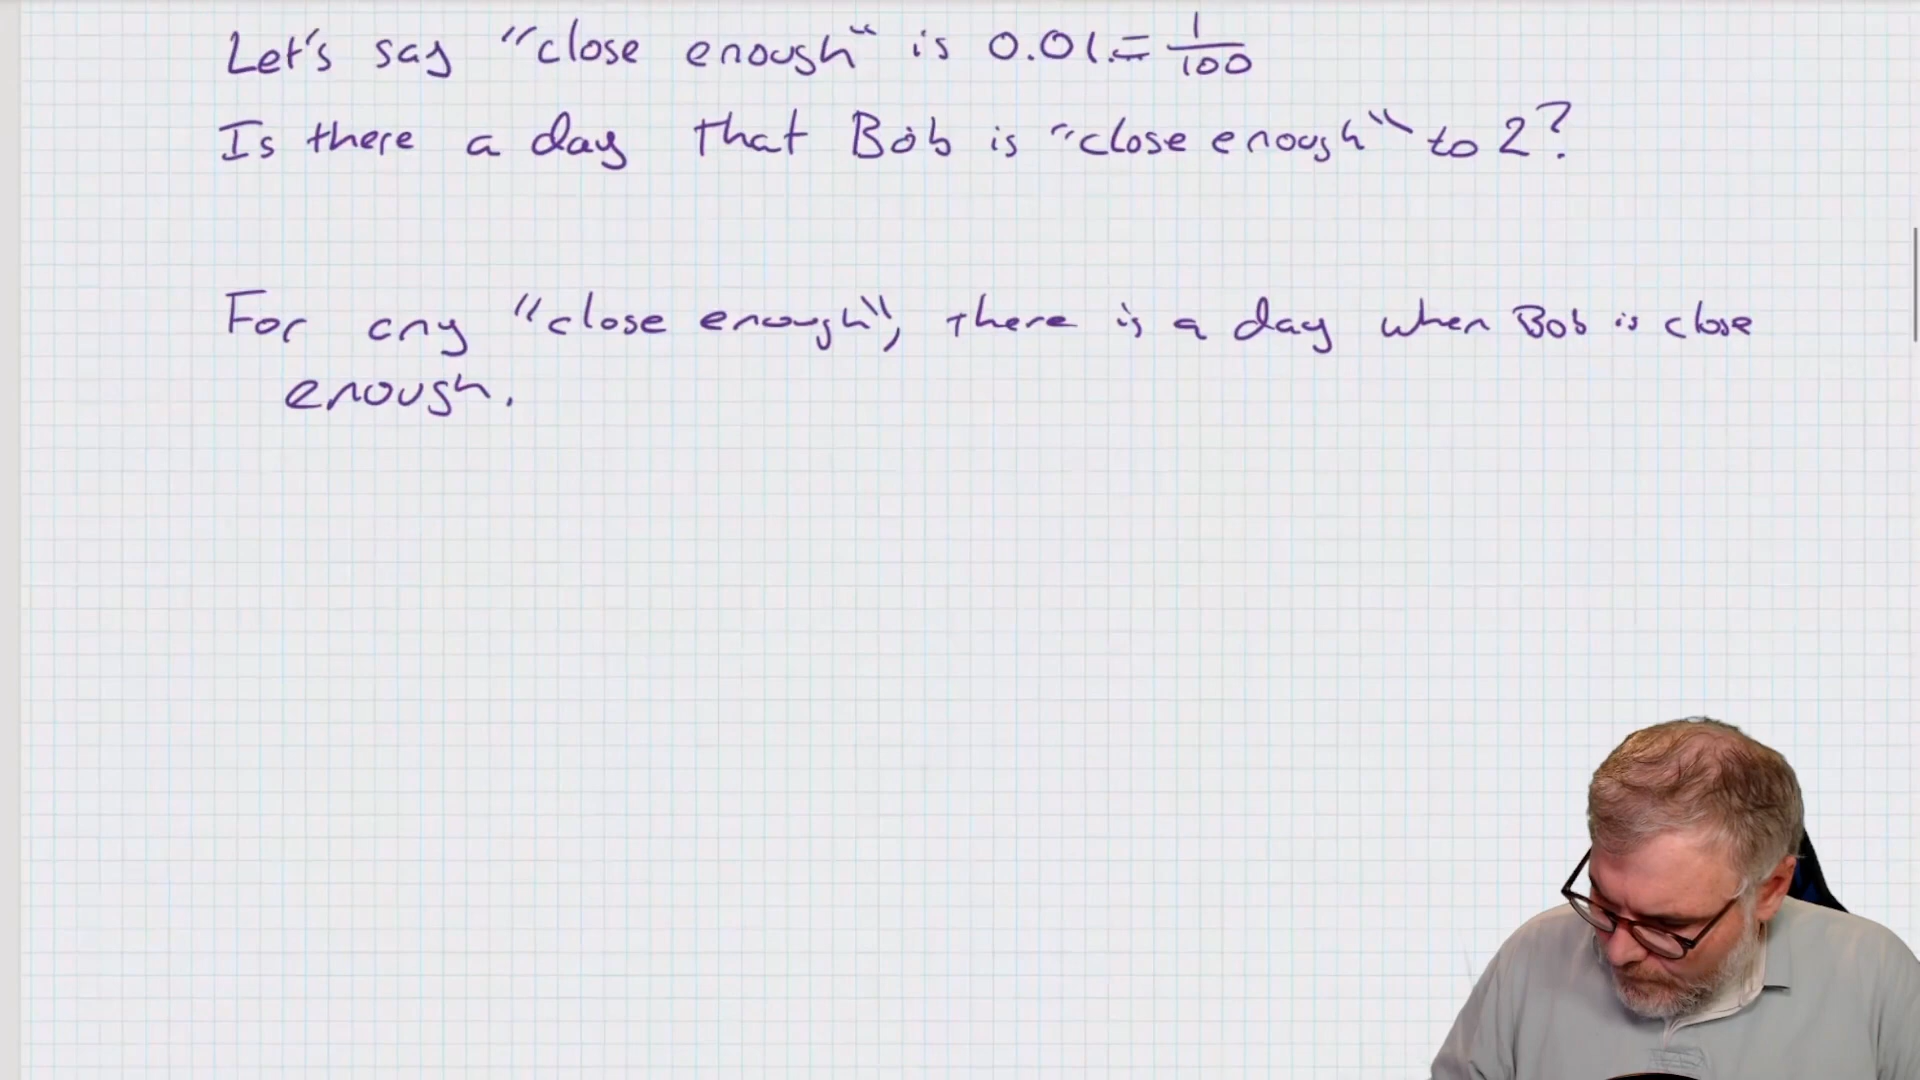 Let's say "close enough" is 0.01. = 1/100
Is there a day that Bob is "close enough" to 2?
For any "close enough", there is a day when Bob is close
enough.